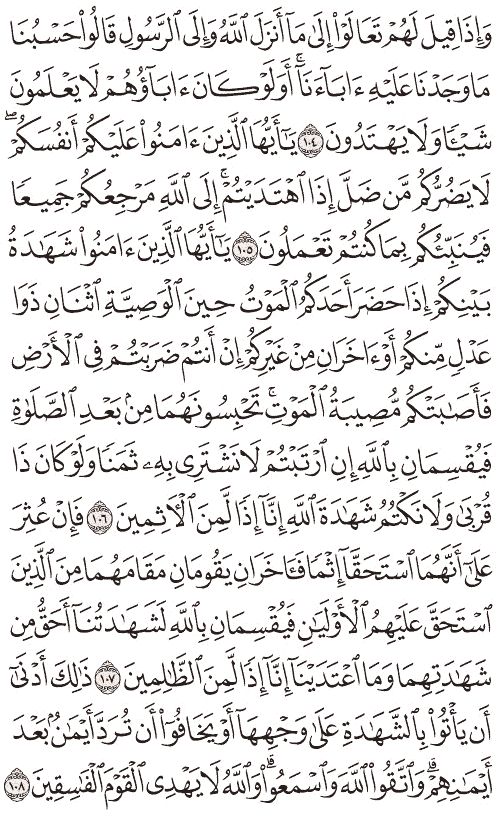 وَإِذَا قِيلَ لَهُمْ تَعَالَوْا۟ إِلَىٰ مَآ أَنزَلَ ٱللَّهُ وَإِلَى ٱلرَّسُولِ قَالُوا۟ حَسْبُنَا
مَا وَجَدْنَا عَلَيْهِ ءَابَآءَنَآ ۚ أَوَلَوْ كَانَ ءَابَآؤُهُمْ لَا يَعْلَمُونَ
شَيْـًٔا وَلَا يَهْتَدُونَ ١٠٤ يَـٰٓأَيُّهَا ٱلَّذِينَ ءَامَنُوا۟ عَلَيْكُمْ أَنفُسَكُمْ ۖ
لَا يَضُرُّكُم مَّن ضَلَّ إِذَا ٱهْتَدَيْتُمْ ۚ إِلَى ٱللَّهِ مَرْجِعُكُمْ جَمِيعًا
فَيُنَبِّئُكُم بِمَا كُنتُمْ تَعْمَلُونَ ١٠٥ يَـٰٓأَيُّهَا ٱلَّذِينَ ءَامَنُوا۟ شَهَـٰدَةُ
بَيْنِكُمْ إِذَا حَضَرَ أَحَدَكُمُ ٱلْمَوْتُ حِينَ ٱلْوَصِيَّةِ ٱثْنَانِ ذَوَا
عَدْلٍ مِّنكُمْ أَوْ ءَاخَرَانِ مِنْ غَيْرِكُمْ إِنْ أَنتُمْ ضَرَبْتُمْ فِى ٱلْأَرْضِ
فَأَصَـٰبَتْكُم مُّصِيبَةُ ٱلْمَوْتِ ۚ تَحْبِسُونَهُمَا مِنۢ بَعْدِ ٱلصَّلَوٰةِ
فَيُقْسِمَانِ بِٱللَّهِ إِنِ ٱرْتَبْتُمْ لَا نَشْتَرِى بِهِۦ ثَمَنًا وَلَوْ كَانَ ذَا
قُرْبَىٰ وَلَا نَكْتُمُ شَهَـٰدَةَ ٱللَّهِ إِنَّآ إِذًا لَّمِنَ ٱلْـَٔاثِمِينَ ١٠٦ فَإِنْ عُثِرَ
عَلَىٰٓ أَنَّهُمَا ٱسْتَحَقَّآ إِثْمًا فَـَٔاخَرَانِ يَقُومَانِ مَقَامَهُمَا مِنَ ٱلَّذِينَ
ٱسْتَحَقَّ عَلَيْهِمُ ٱلْأَوْلَيَـٰنِ فَيُقْسِمَانِ بِٱللَّهِ لَشَهَـٰدَتُنَآ أَحَقُّ مِن
شَهَـٰدَتِهِمَا وَمَا ٱعْتَدَيْنَآ إِنَّآ إِذًا لَّمِنَ ٱلظَّـٰلِمِينَ ١٠٧ ذَٰلِكَ أَدْنَىٰٓ
أَن يَأْتُوا۟ بِٱلشَّهَـٰدَةِ عَلَىٰ وَجْهِهَآ أَوْ يَخَافُوٓا۟ أَن تُرَدَّ أَيْمَـٰنٌۢ بَعْدَ
أَيْمَـٰنِهِمْ ۗ وَٱتَّقُوا۟ ٱللَّهَ وَٱسْمَعُوا۟ ۗ وَٱللَّهُ لَا يَهْدِى ٱلْقَوْمَ ٱلْفَـٰسِقِينَ ١٠٨